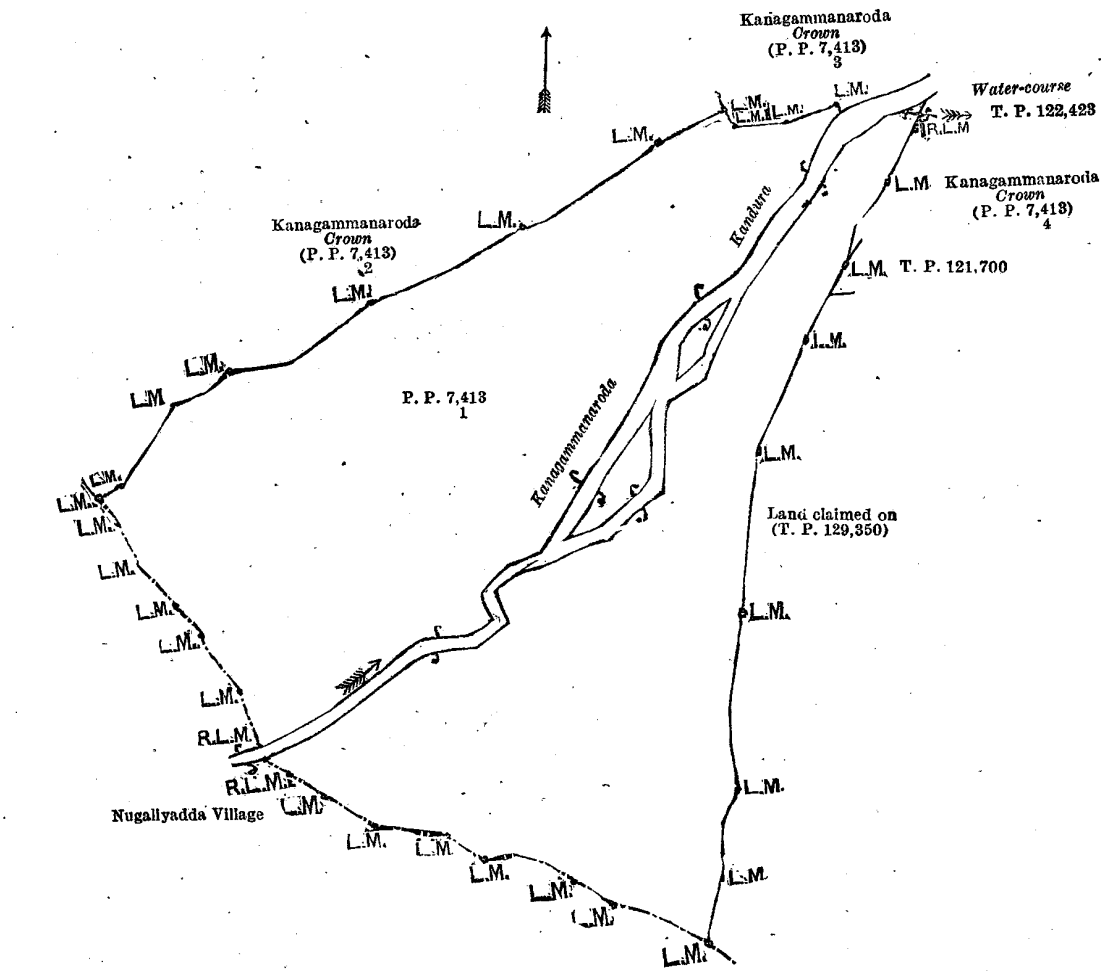 Kanagammanaroda
Crown
(P. P. 7,413)
3
L.M.
Water-course
T. P. 122,423
L.M.
L.M.
L.M.
R.L.M
L.M.
L.M.
Kanagammanaroda
Crown
(P. P. 7,413)
4
Kandura
L.M.
Kanagammanaroda
Crown
(P. P. 7,413)
2
L.M.
L.M.
T. P. 121,700
L.M.
L.M.
L.M
P. P. 7,413
1
Kanagammanaroda
L.M.
L.M.
L.M.
L.M.
Land claimed on
(T. P. 129,350)
L.M.
L.M.
L.M.
L.M.
L.M.
R.L.M.
R.L.M.
L.M.
L.M.
Nugallyadda Village
L.M.
L.M.
L.M.
L.M.
L.M.
L.M.
L.M.